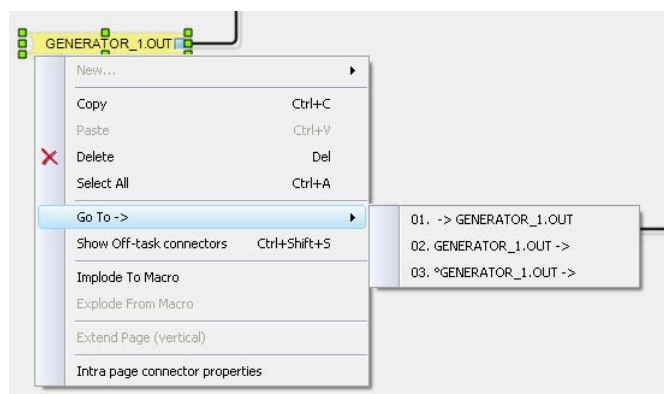 GENERATOR_1.OUT
New...
Copy Ctrl+C
Paste Ctrl+V
Delete Del
Select All Ctrl+A
Go To ->
01. -> GENERATOR_1.OUT
Show Off-task connectors Ctrl+Shift+S
02. GENERATOR_1.OUT ->
03. °GENERATOR_1.OUT ->
Implode To Macro
Explode From Macro
Extend Page (vertical)
Intra page connector properties